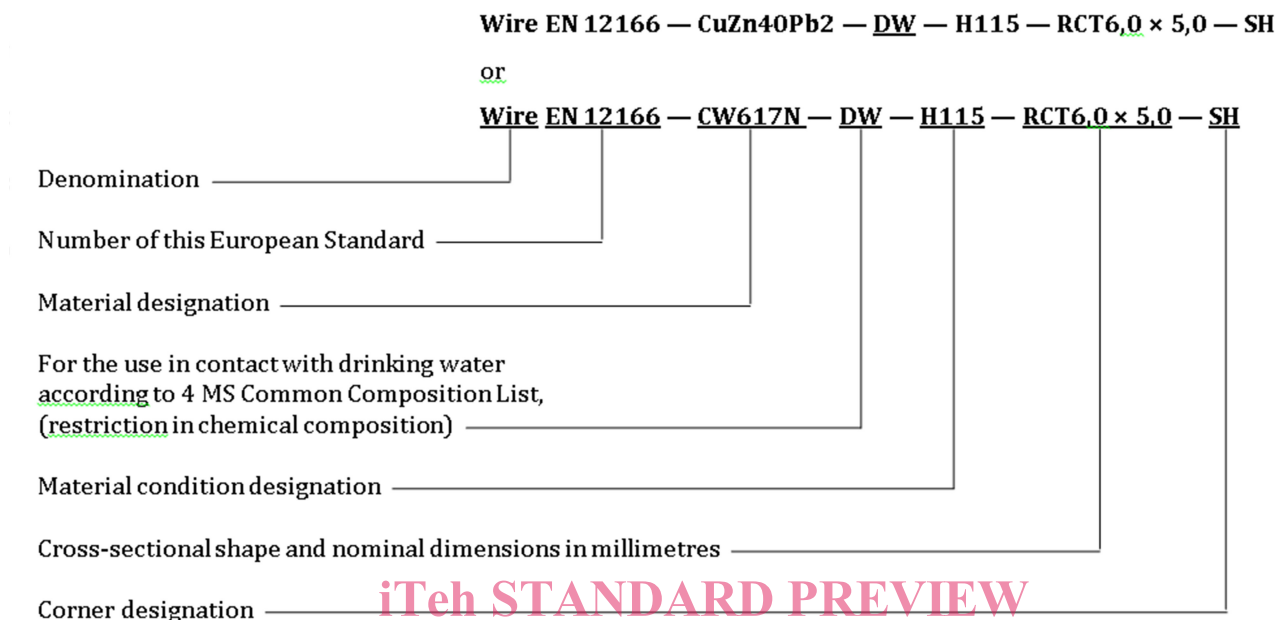 Wire EN 12166 — CuZn40Pb2 — DW — H115 — RCT6,0 × 5,0 — SH
or
Wire EN 12166 — CW617N — DW — H115 — RCT6,0 × 5,0 — SH
Denomination
Number of this European Standard
Material designation
For the use in contact with drinking water
according to 4 MS Common Composition List,
(restriction in chemical composition)
Material condition designation
Cross-sectional shape and nominal dimensions in millimetres
iTeh STANDARD PREVIEW
Corner designation